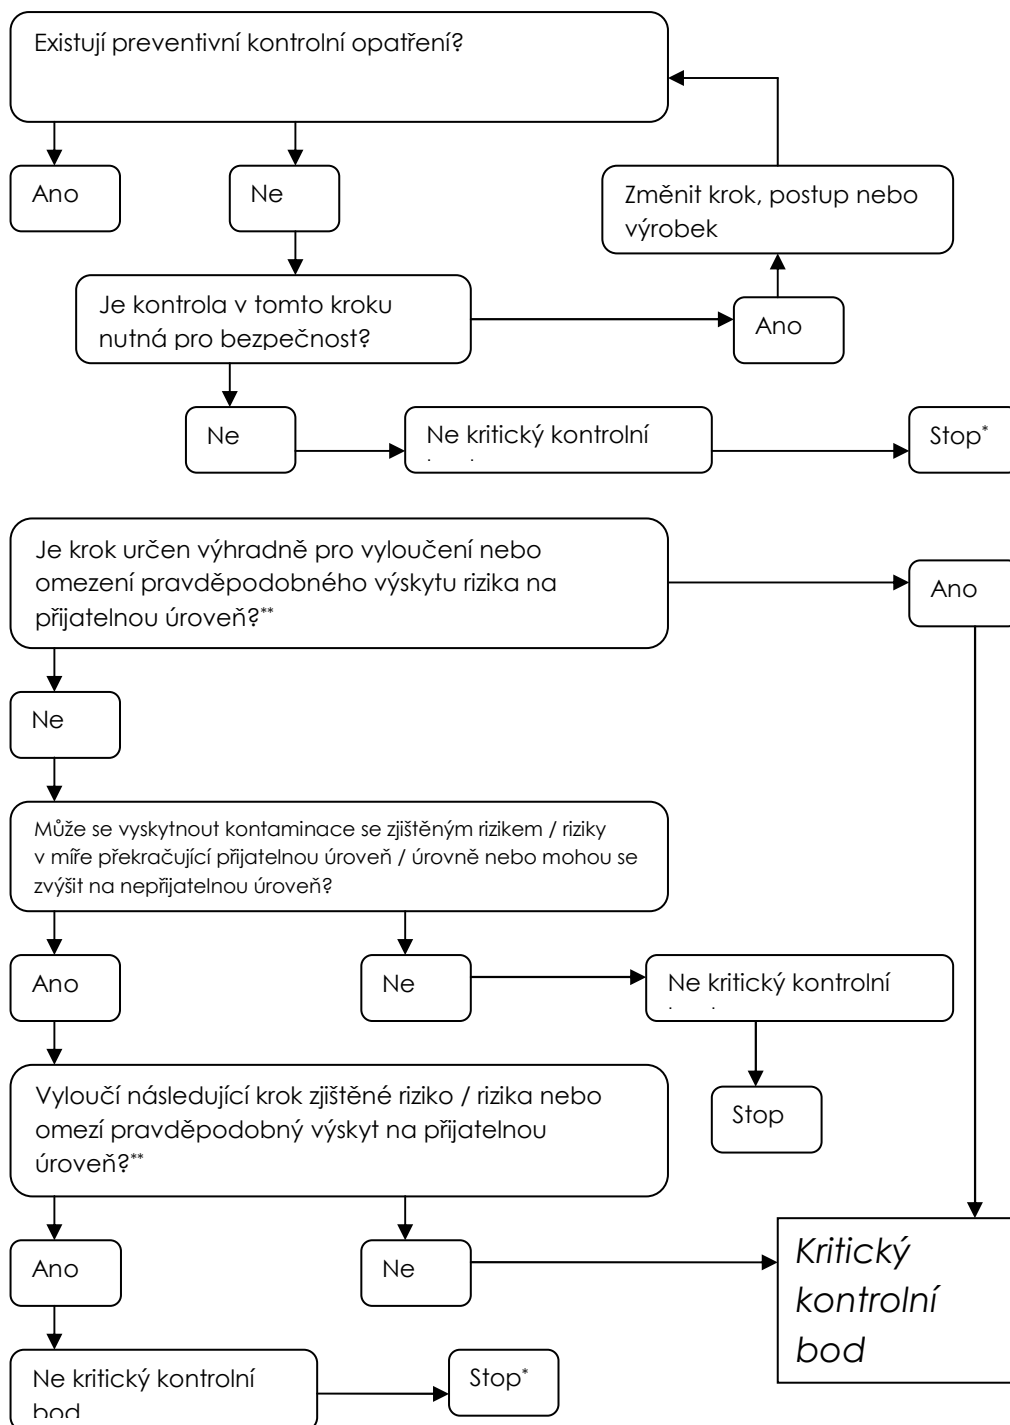 Existují preventivní kontrolní opatření?
Ano
Ne
Změnit krok, postup nebo
výrobek
Je kontrola v tomto kroku
nutná pro bezpečnost?
Ano
Ne
Ne kritický kontrolní
Stop*
Je krok určen výhradně pro vyloučení nebo
omezení pravděpodobného výskytu rizika na
přijatelnou úroveň?**
Ano
Ne
Může se vyskytnout kontaminace se zjištěným rizikem / riziky
v míře překračující přijatelnou úroveň / úrovně nebo mohou se
zvýšit na nepřijatelnou úroveň?
Ano
Ne
Ne kritický kontrolní
Stop
Vyloučí následující krok zjištěné riziko / rizika nebo
omezí pravděpodobný výskyt na přijatelnou
úroveň?**
Ano
Ne
Kritický
kontrolní
bod
Ne kritický kontrolní
bod
Stop*